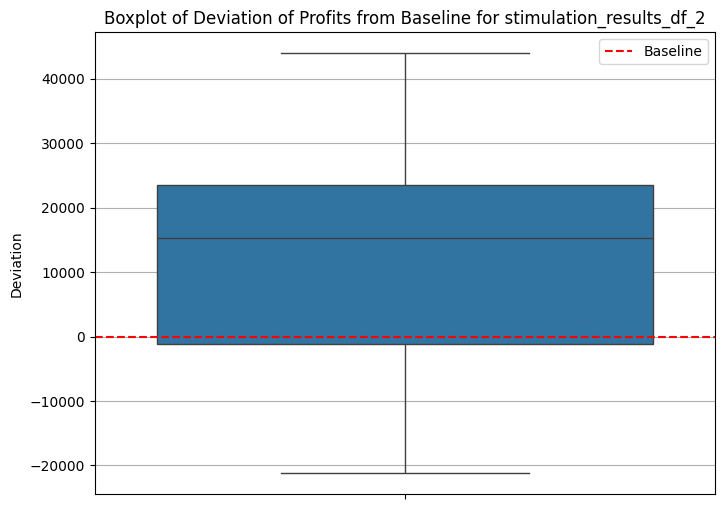 Boxplot of Deviation of Profits from Baseline for stimulation_results_df_2
Baseline
40000
30000
20000
10000
0
−10000
−20000
Deviation